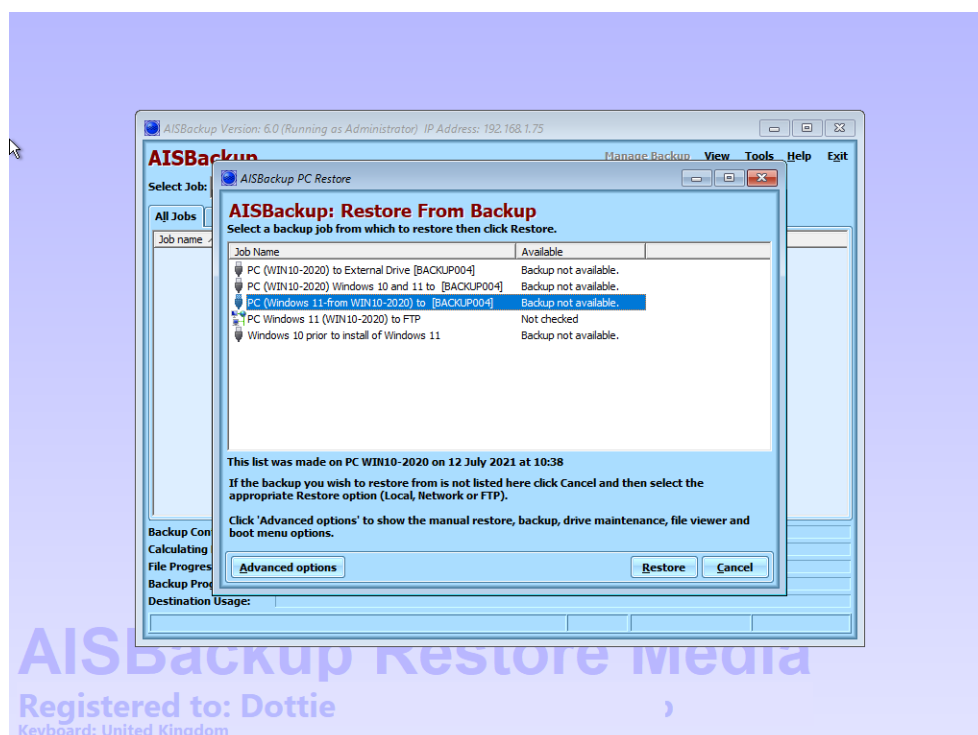 AISBackup Version: 6.0 (Running as Administrator) IP Address: 192.168.1.75
AISBackup
Manage Backup View Tools Help Exit
Select Job:
AISBackup PC Restore
All Jobs
Job name
AISBackup: Restore From Backup
Select a backup job from which to restore then click Restore.
Job Name Available
PC (WIN10-2020) to External Drive [BACKUP004] Backup not available.
PC (WIN10-2020) Windows 10 and 11 to [BACKUP004] Backup not available.
PC (Windows 11-from WIN10-2020) to [BACKUP004] Backup not available.
PC Windows 11 (WIN10-2020) to FTP Not checked
Windows 10 prior to install of Windows 11 Backup not available.
This list was made on PC WIN10-2020 on 12 July 2021 at 10:38
If the backup you wish to restore from is not listed here click Cancel and then select the
appropriate Restore option (Local, Network or FTP).
Click 'Advanced options' to show the manual restore, backup, drive maintenance, file viewer and
boot menu options.
Advanced options Restore Cancel
Backup Con
Calculating
File Progres
Backup Prog
Destination Usage:
AISBackup Restore Media
Registered to: Dottie
Keyboard: United Kingdom